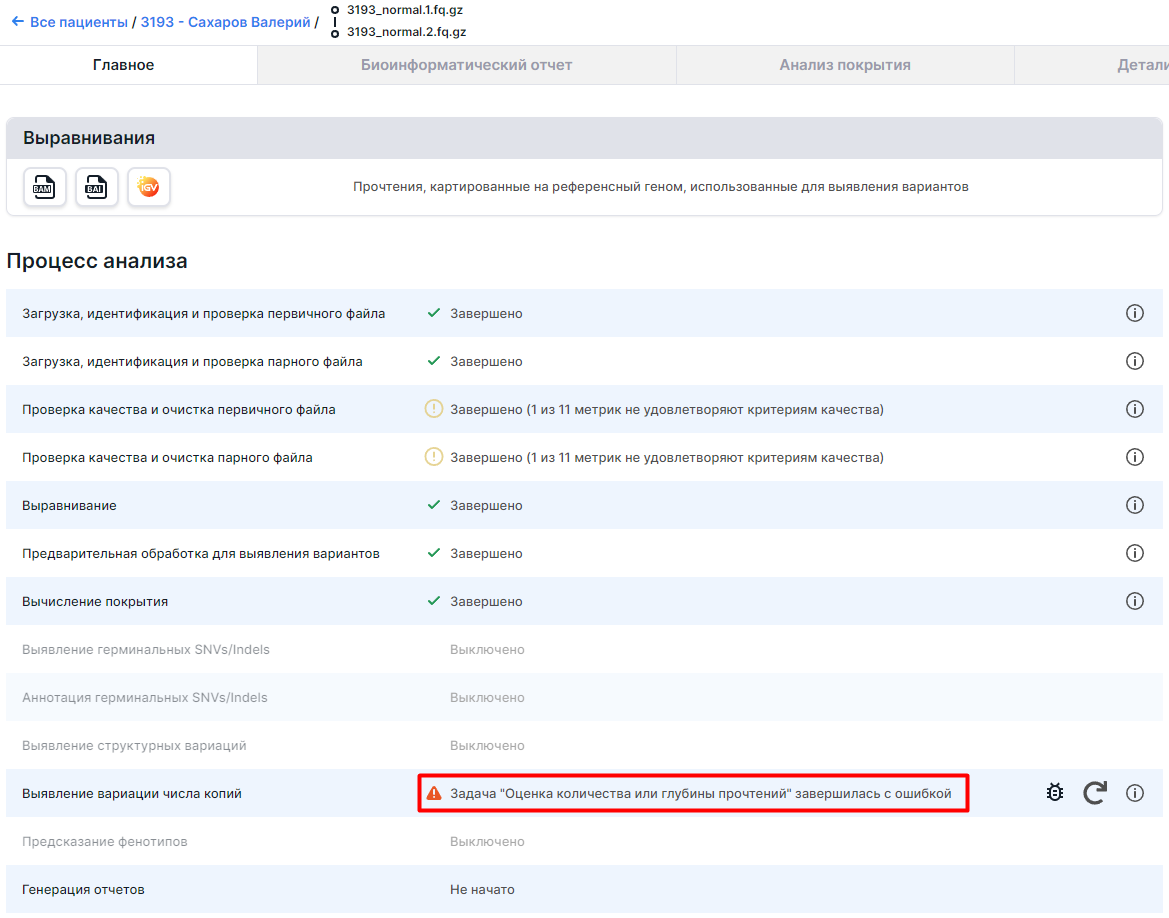 ← Все пациенты / 3193 - Сахаров Валерий /
3193_normal.1.fq.gz
3193_normal.2.fq.gz
Главное
Биоинформатический отчет
Анализ покрытия
Детали
Выравнивания
BAM
BAI
IGV
Прочтения, картированные на референсный геном, использованные для выявления вариантов
Процесс анализа
Загрузка, идентификация и проверка первичного файла Завершено
Загрузка, идентификация и проверка парного файла Завершено
Проверка качества и очистка первичного файла Завершено (1 из 11 метрик не удовлетворяют критериям качества)
Проверка качества и очистка парного файла Завершено (1 из 11 метрик не удовлетворяют критериям качества)
Выравнивание Завершено
Предварительная обработка для выявления вариантов Завершено
Вычисление покрытия Завершено
Выявление герминальных SNVs/Indels Выключено
Аннотация герминальных SNVs/Indels Выключено
Выявление структурных вариаций Выключено
Выявление вариации числа копий Задача "Оценка количества или глубины прочтений" завершилась с ошибкой
Предсказание фенотипов Выключено
Генерация отчетов Не начато